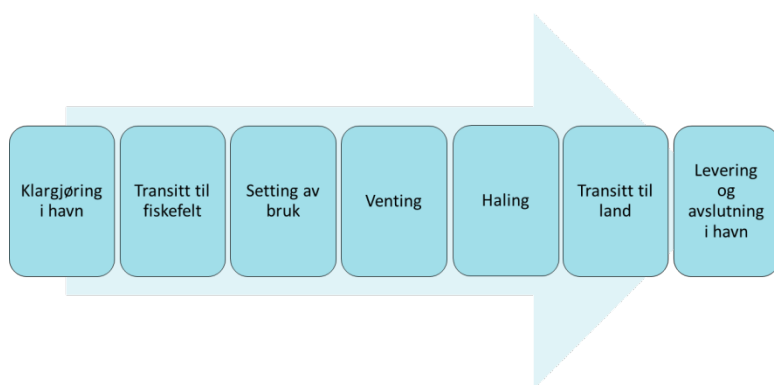 Klargjøring
i havn
Transitt til
fiskefelt
Setting av
bruk
Venting
Haling
Transitt til
land
Levering
og
avslutning
i havn